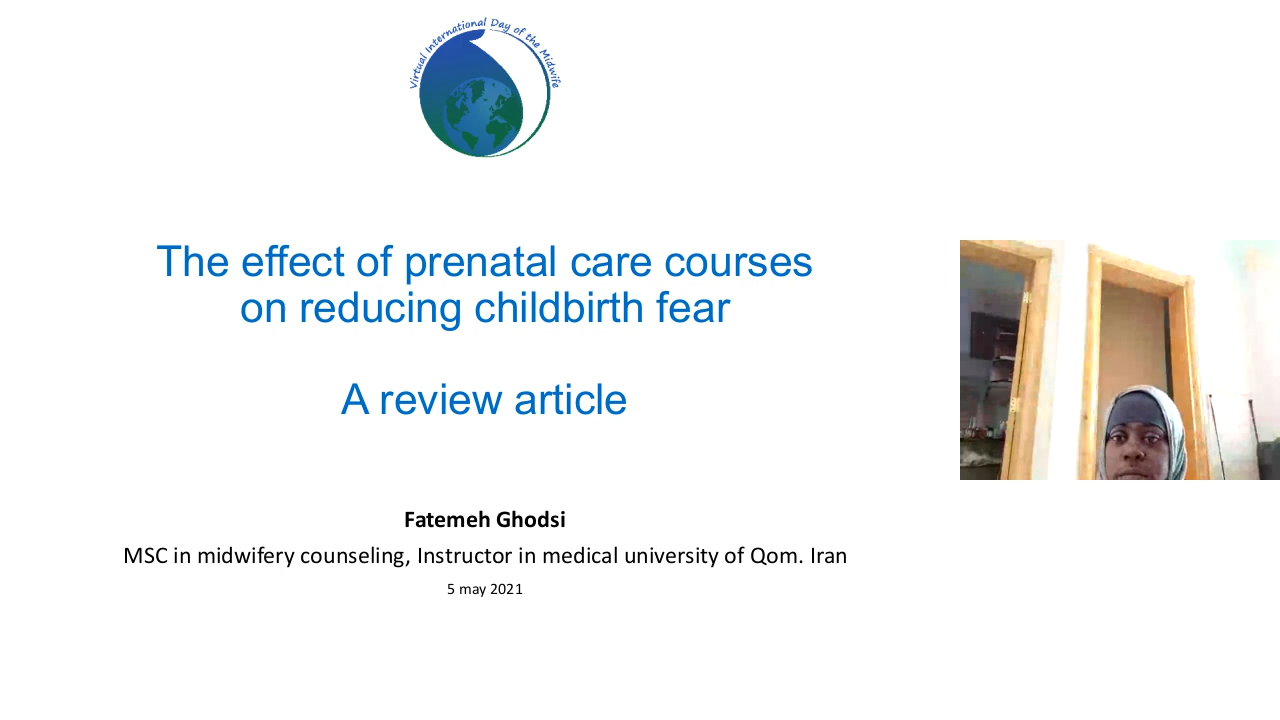 Virtual International Day of the Midwife
The effect of prenatal care courses
on reducing childbirth fear
A review article
Fatemeh Ghodsi
MSC in midwifery counseling, Instructor in medical university of Qom. Iran
5 may 2021